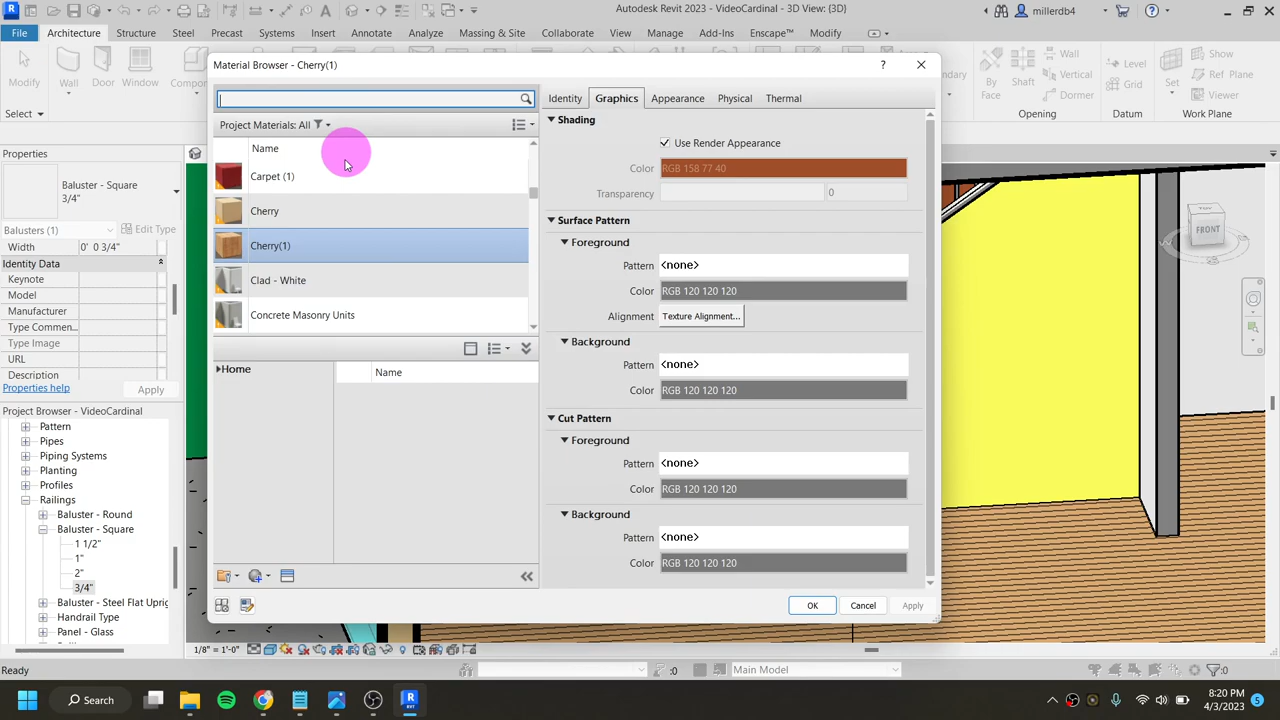 Autodesk Revit 2023 - VideoCardinal - 3D View: {3D}
millerdb4
File
Architecture
Structure
Steel
Precast
Systems
Insert
Annotate
Analyze
Massing & Site
Collaborate
View
Manage
Add-Ins
Enscape™
Modify
Modify
Wall
Door
Window
By
Face
Shaft
Wall
Vertical
Dormer
Level
Grid
Set
Show
Ref Plane
Viewer
Select
Opening
Datum
Work Plane
Properties
Baluster - Square
3/4"
Balusters (1)
Edit Type
Width
0' 0 3/4"
Identity Data
Keynote
Model
Manufacturer
Type Commen...
Type Image
URL
Description
Properties help
Apply
Project Browser - VideoCardinal
Pattern
Pipes
Piping Systems
Planting
Profiles
Railings
Baluster - Round
Baluster - Square
1 1/2"
1"
2"
3/4"
Baluster - Steel Flat Uprig
Handrail Type
Panel - Glass
Material Browser - Cherry(1)
?
Project Materials: All
Name
Carpet (1)
Cherry
Cherry(1)
Clad - White
Concrete Masonry Units
Home
Name
Identity
Graphics
Appearance
Physical
Thermal
Shading
Use Render Appearance
Color
RGB 158 77 40
Transparency
0
Surface Pattern
Foreground
Pattern
<none>
Color
RGB 120 120 120
Alignment
Texture Alignment...
Background
Pattern
<none>
Color
RGB 120 120 120
Cut Pattern
Foreground
Pattern
<none>
Color
RGB 120 120 120
Background
Pattern
<none>
Color
RGB 120 120 120
OK
Cancel
Apply
TOP
FRONT
1/8" = 1'-0"
Ready
:0
Main Model
:0
Search
8:20 PM
4/3/2023
5